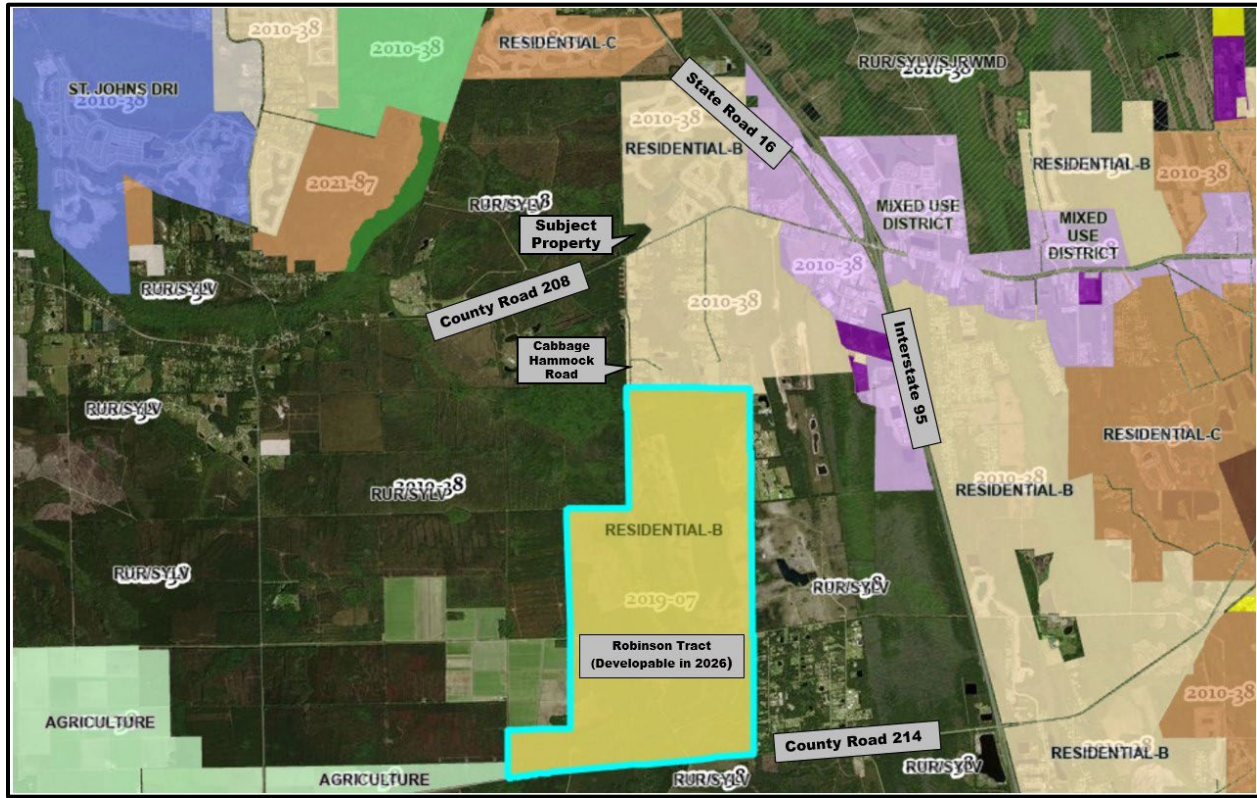 2010-38
RESIDENTIAL-C
ST. JOHNS DRI
2010-38
2010-38
RUR/SYLV/SJRWMD
2010-38
State Road 16
2010-38
RESIDENTIAL-B
RESIDENTIAL-B
2010-38
2021-87
RUR/SYLV
MIXED USE
DISTRICT
MIXED
USE
DISTRICT
Subject
Property
2010-38
RUR/SYLV
County Road 208
2010-38
Interstate 95
Cabbage
Hammock
Road
RUR/SYLV
RESIDENTIAL-C
2010-38
RUR/SYLV
2010-38
RESIDENTIAL-B
RESIDENTIAL-B
RUR/SYLV
RUR/SYLV
2019-07
Robinson Tract
(Developable in 2026)
2010-38
AGRICULTURE
County Road 214
RESIDENTIAL-B
RUR/SYLV
AGRICULTURE
RUR/SYLV